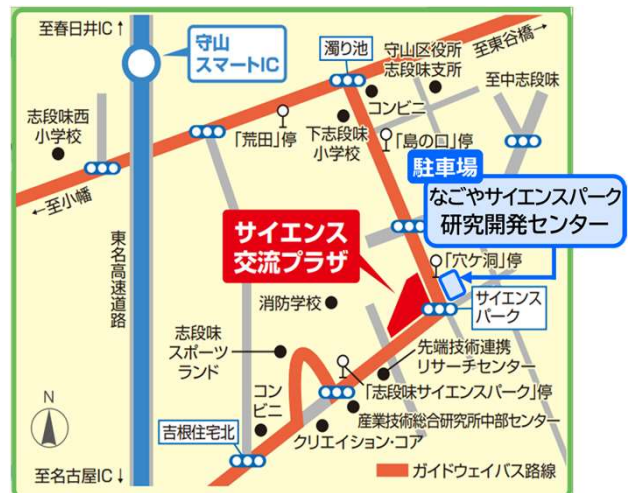 至春日井IC↑
守山
スマートIC
濁り池
守山区役所
志段味支所
至東谷橋→
コンビニ
至中志段味
志段味西
小学校
「荒田」停
下志段味
小学校
「島の口」停
←至小幡
駐車場
なごやサイエンスパーク
研究開発センター
東名高速道路
サイエンス
交流プラザ
「穴ケ洞」停
消防学校
サイエンス
パーク
志段味
スポーツ
ランド
先端技術連携
リサーチセンター
コン
ビニ
「志段味サイエンスパーク」停
産業技術総合研究所中部センター
N
吉根住宅北
クリエイション・コア
至名古屋IC↓
ガイドウェイバス路線